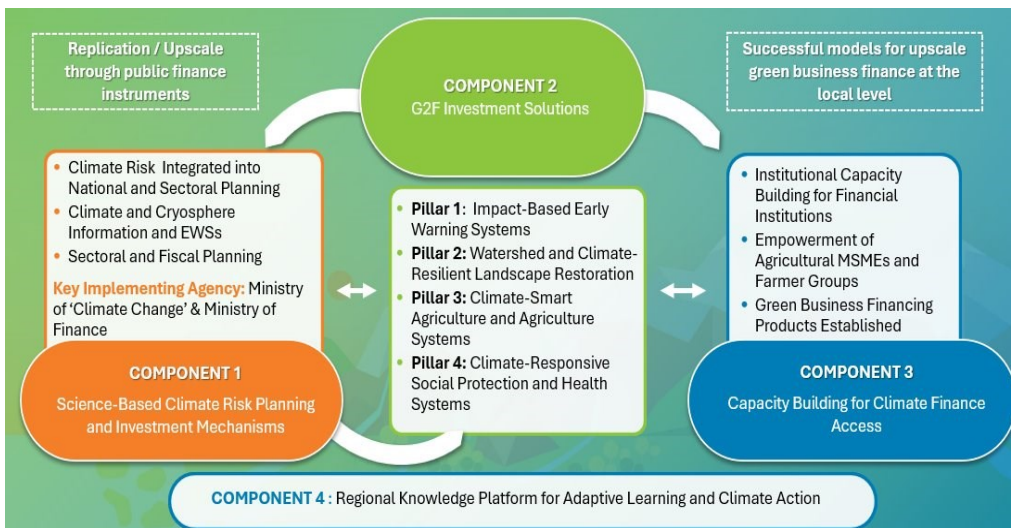 Replication / Upscale
through public finance
instruments
COMPONENT 2
G2F Investment Solutions
Successful models for upscale
green business finance at the
local level
• Climate Risk Integrated into
National and Sectoral Planning
• Climate and Cryosphere
Information and EWSs
• Sectoral and Fiscal Planning
Key Implementing Agency: Ministry
of ‘Climate Change’ & Ministry of
Finance
COMPONENT 1
Science-Based Climate Risk Planning
and Investment Mechanisms
• Pillar 1: Impact-Based Early
Warning Systems
• Pillar 2: Watershed and Climate-
Resilient Landscape Restoration
• Pillar 3: Climate-Smart
Agriculture and Agriculture
Systems
• Pillar 4: Climate-Responsive
Social Protection and Health
Systems
• Institutional Capacity
Building for Financial
Institutions
• Empowerment of
Agricultural MSMEs and
Farmer Groups
• Green Business Financing
Products Established
COMPONENT 3
Capacity Building for Climate Finance
Access
COMPONENT 4 : Regional Knowledge Platform for Adaptive Learning and Climate Action